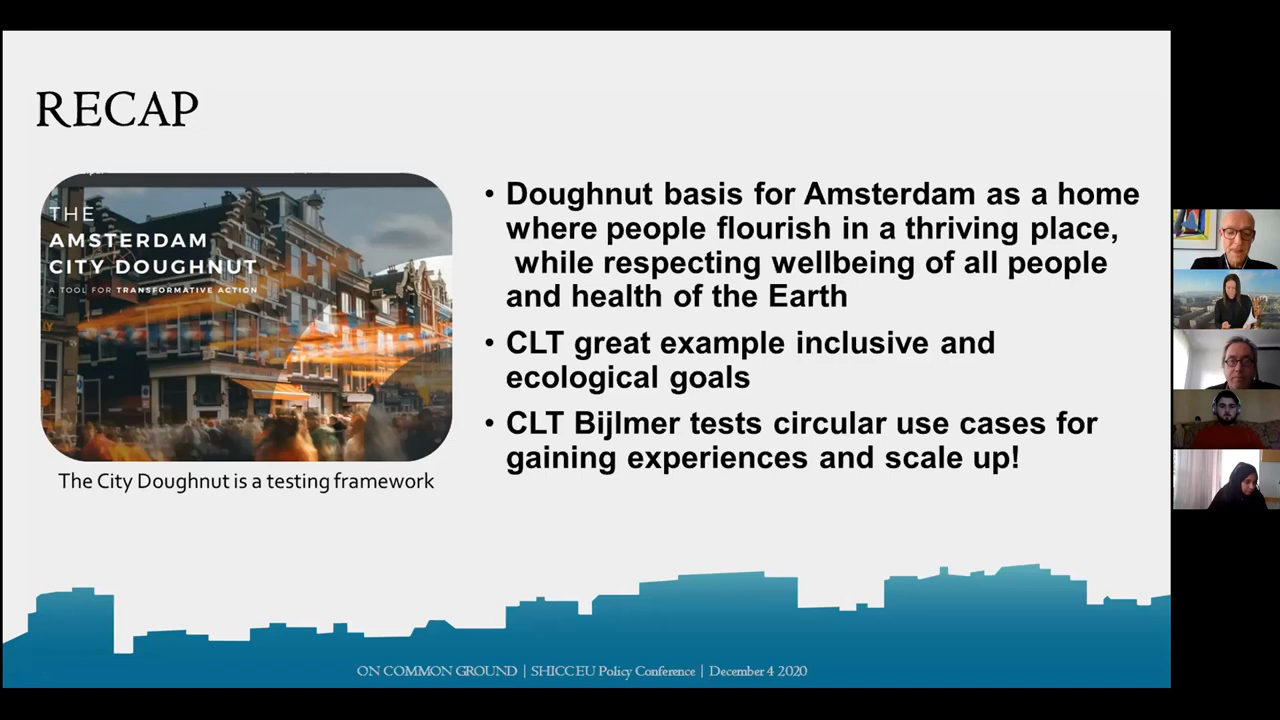 RECAP
THE
AMSTERDAM
CITY DOUGHNUT
A TOOL FOR TRANSFORMATIVE ACTION
The City Doughnut is a testing framework
• Doughnut basis for Amsterdam as a home
where people flourish in a thriving place,
while respecting wellbeing of all people
and health of the Earth
• CLT great example inclusive and
ecological goals
• CLT Bijlmer tests circular use cases for
gaining experiences and scale up!
ON COMMON GROUND | SHICC EU Policy Conference | December 4 2020